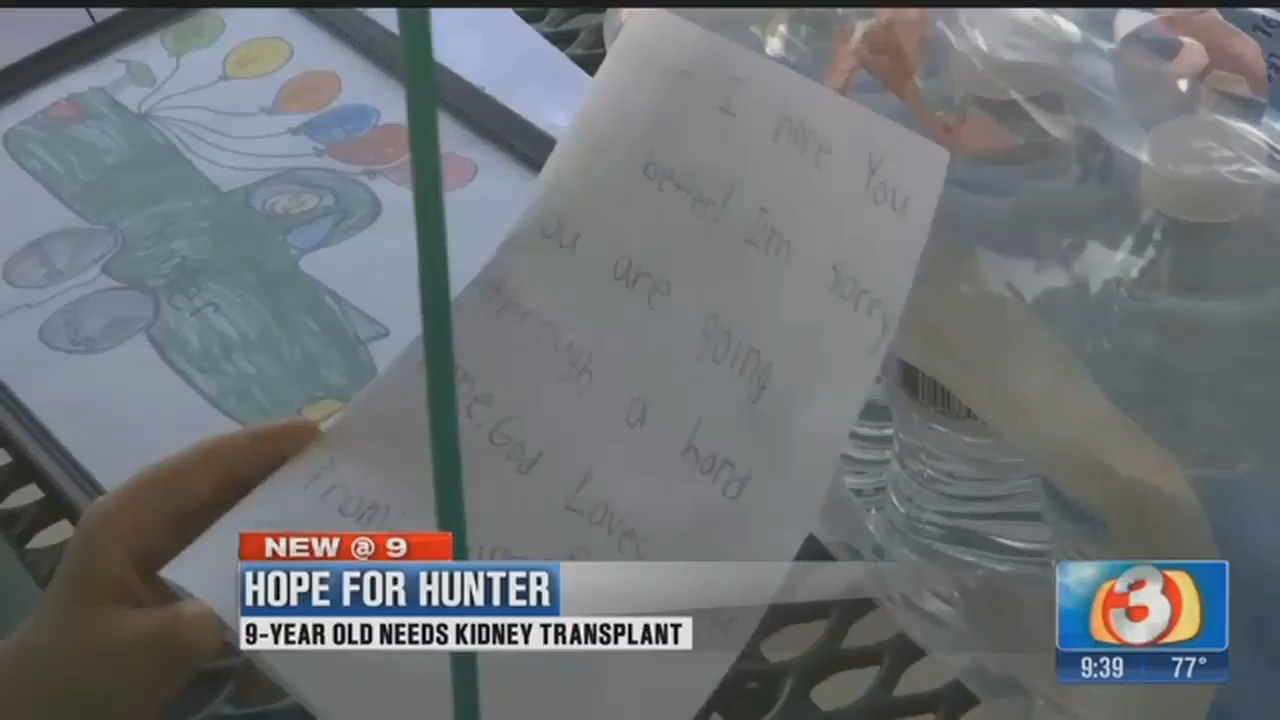 I hope You
better! I'm sorry
ou are going
through a hard
me. God Loves
from:
NEW @ 9
HOPE FOR HUNTER
9-YEAR OLD NEEDS KIDNEY TRANSPLANT
3
9:39 77°